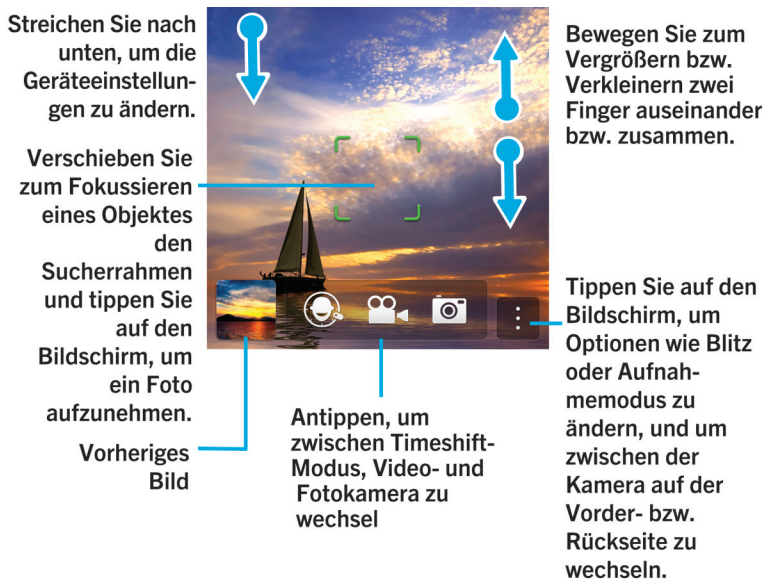 Streichen Sie nach
unten, um die
Geräteeinstellun-
gen zu ändern.
Verschieben Sie
zum Fokussieren
eines Objektes
den
Sucherrahmen
und tippen Sie
auf den
Bildschirm, um
ein Foto
aufzunehmen.
Vorheriges
Bild
Antippen, um
zwischen Timeshift-
Modus, Video- und
Fotokamera zu
wechsel
Bewegen Sie zum
Vergrößern bzw.
Verkleinern zwei
Finger auseinander
bzw. zusammen.
Tippen Sie auf den
Bildschirm, um
Optionen wie Blitz
oder Aufnah-
memodus zu
ändern, und um
zwischen der
Kamera auf der
Vorder- bzw.
Rückseite zu
wechseln.